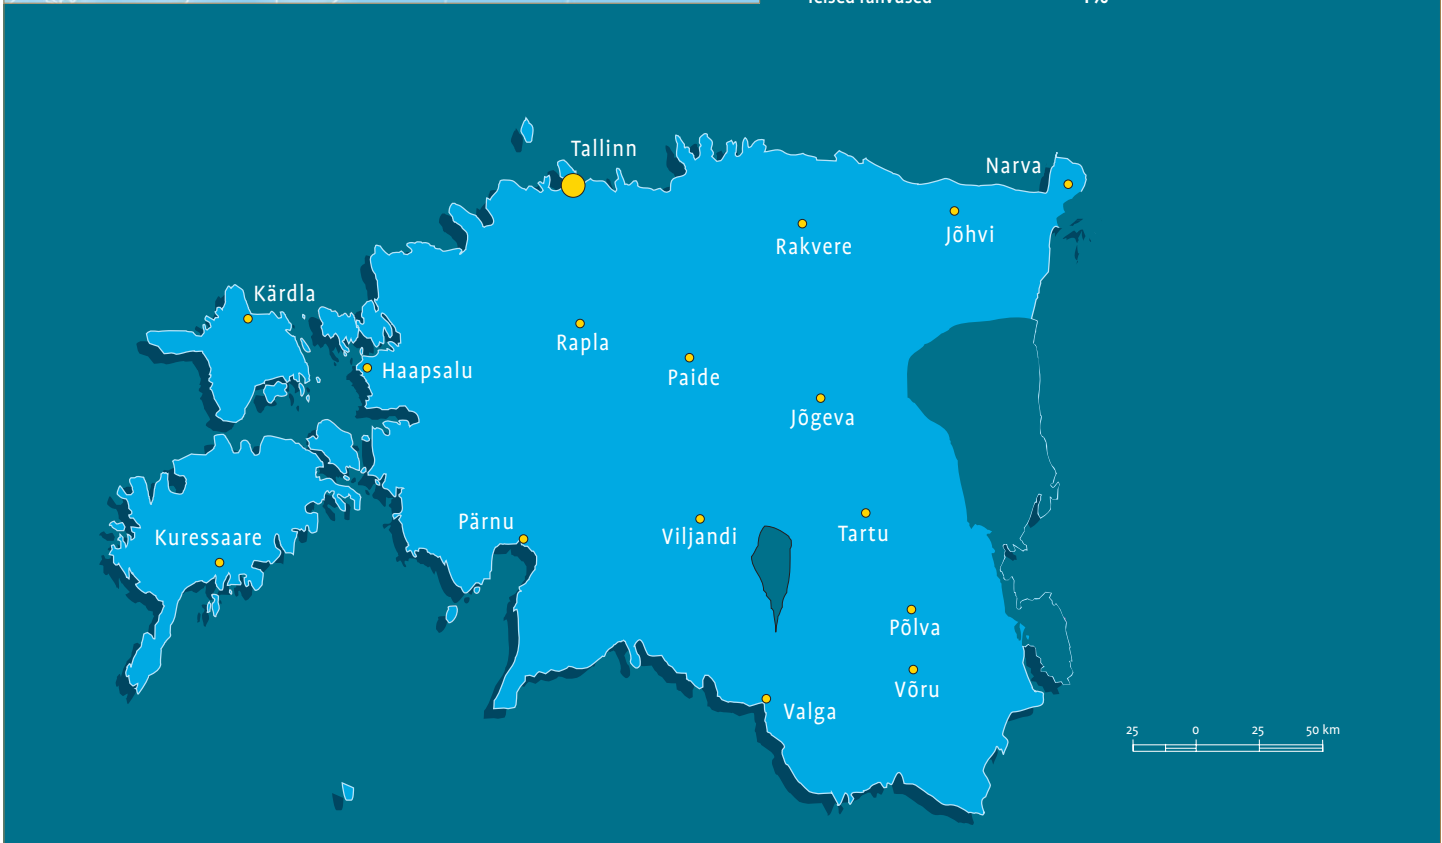 Tallinn
Narva
Rakvere
Jõhvi
Kärdla
Rapla
Haapsalu
Paide
Jõgeva
Pärnu
Viljandi
Tartu
Kuressaare
Põlva
Võru
Valga
25 0 25 50 km